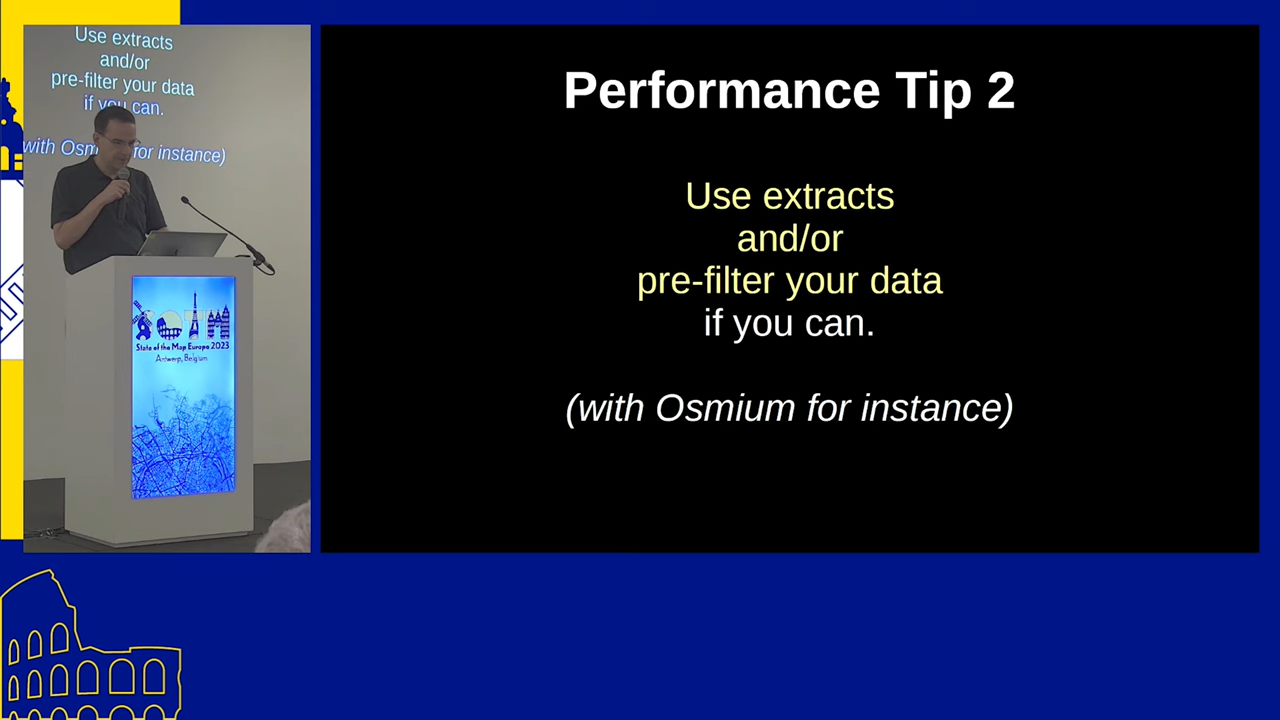 Use extracts
and/or
pre-filter your data
if you can.
with Osm for instance)
SOTM
State of the Map Europe 2023
Antwerp, Belgium
Performance Tip 2
Use extracts
and/or
pre-filter your data
if you can.
(with Osmium for instance)